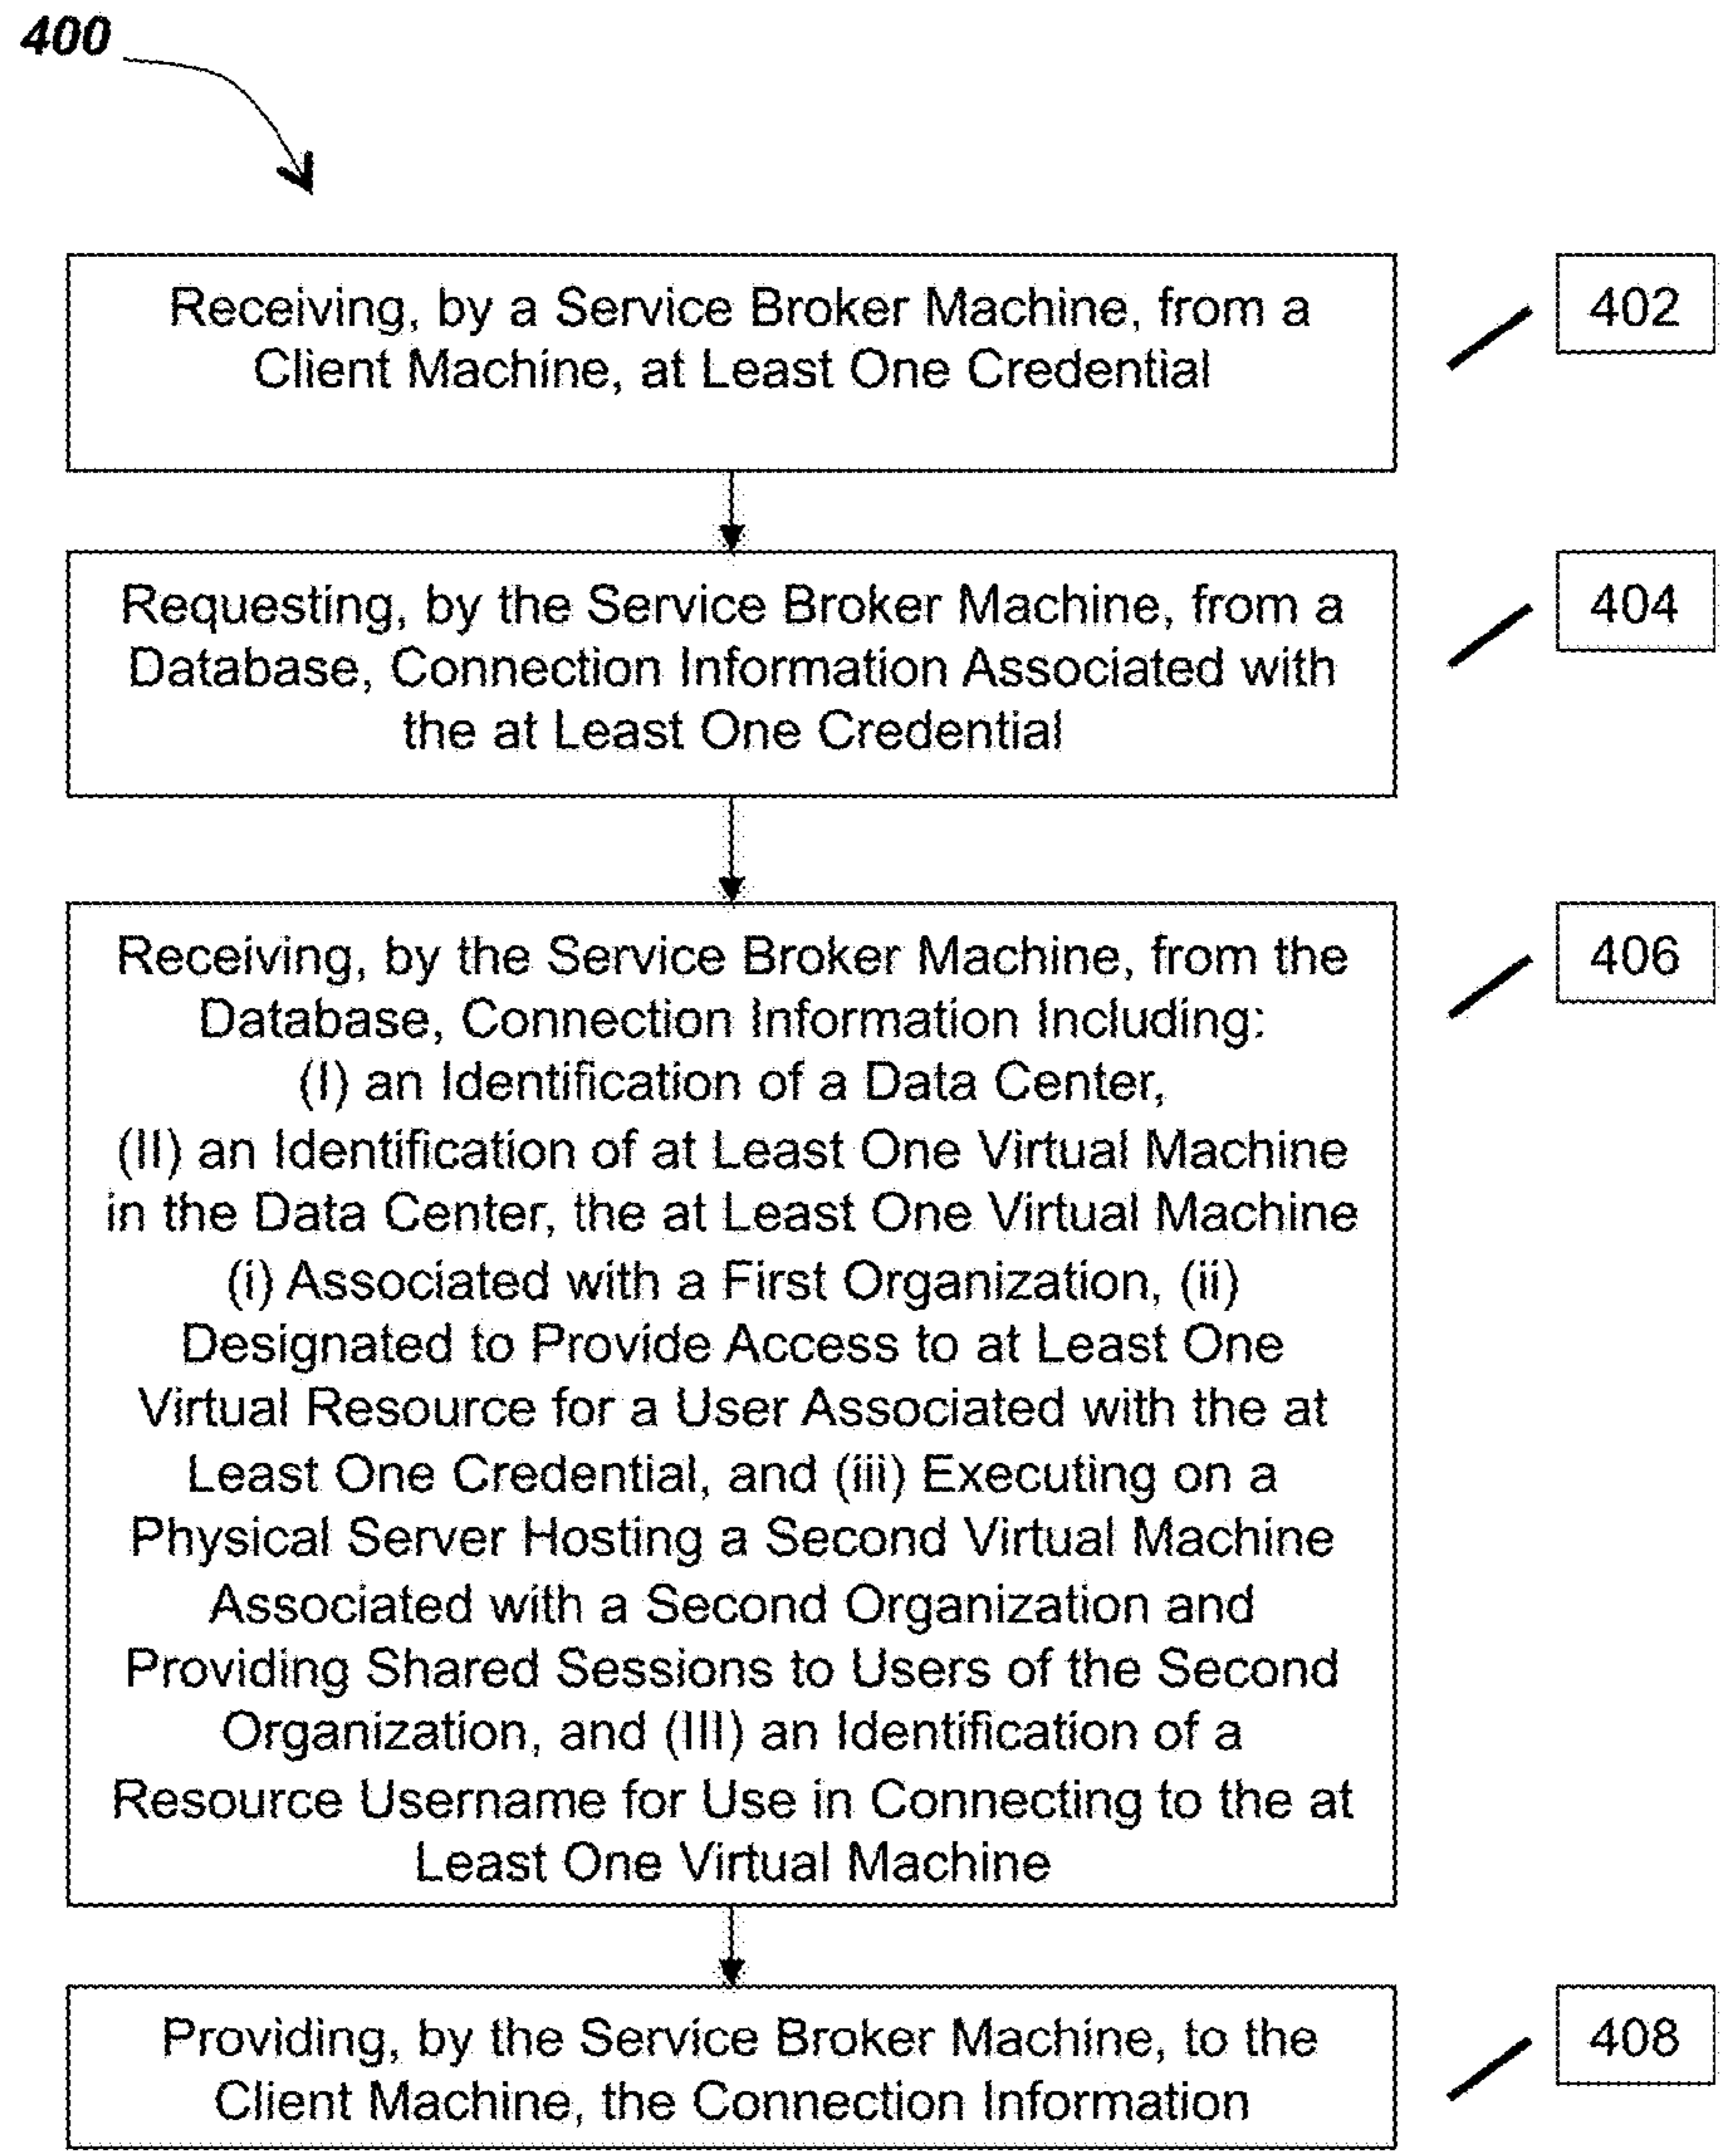 400
Receiving, by a Service Broker Machine, from a
Client Machine, at Least One Credential
402
Requesting, by the Service Broker Machine, from a
Database, Connection Information Associated with
the at Least One Credential
404
Receiving, by the Service Broker Machine, from the
Database, Connection Information Including:
(I) an Identification of a Data Center,
(II) an Identification of at Least One Virtual Machine
in the Data Center, the at Least One Virtual Machine
(i) Associated with a First Organization, (ii)
Designated to Provide Access to at Least One
Virtual Resource for a User Associated with the at
Least One Credential, and (iii) Executing on a
Physical Server Hosting a Second Virtual Machine
Associated with a Second Organization and
Providing Shared Sessions to Users of the Second
Organization, and (III) an Identification of a
Resource Username for Use in Connecting to the at
Least One Virtual Machine
406
Providing, by the Service Broker Machine, to the
Client Machine, the Connection Information
408